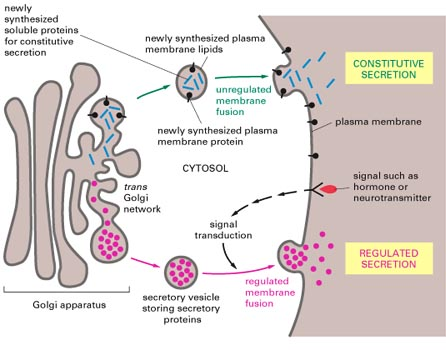 newly
synthesized
soluble proteins
for constitutive
secretion
newly synthesized plasma
membrane lipids
CONSTITUTIVE
SECRETION
unregulated
membrane
fusion
newly synthesized plasma
membrane protein
plasma membrane
CYTOSOL
trans
Golgi
network
signal such as
hormone or
neurotransmitter
signal
transduction
REGULATED
SECRETION
regulated
membrane
fusion
secretory vesicle
storing secretory
proteins
Golgi apparatus